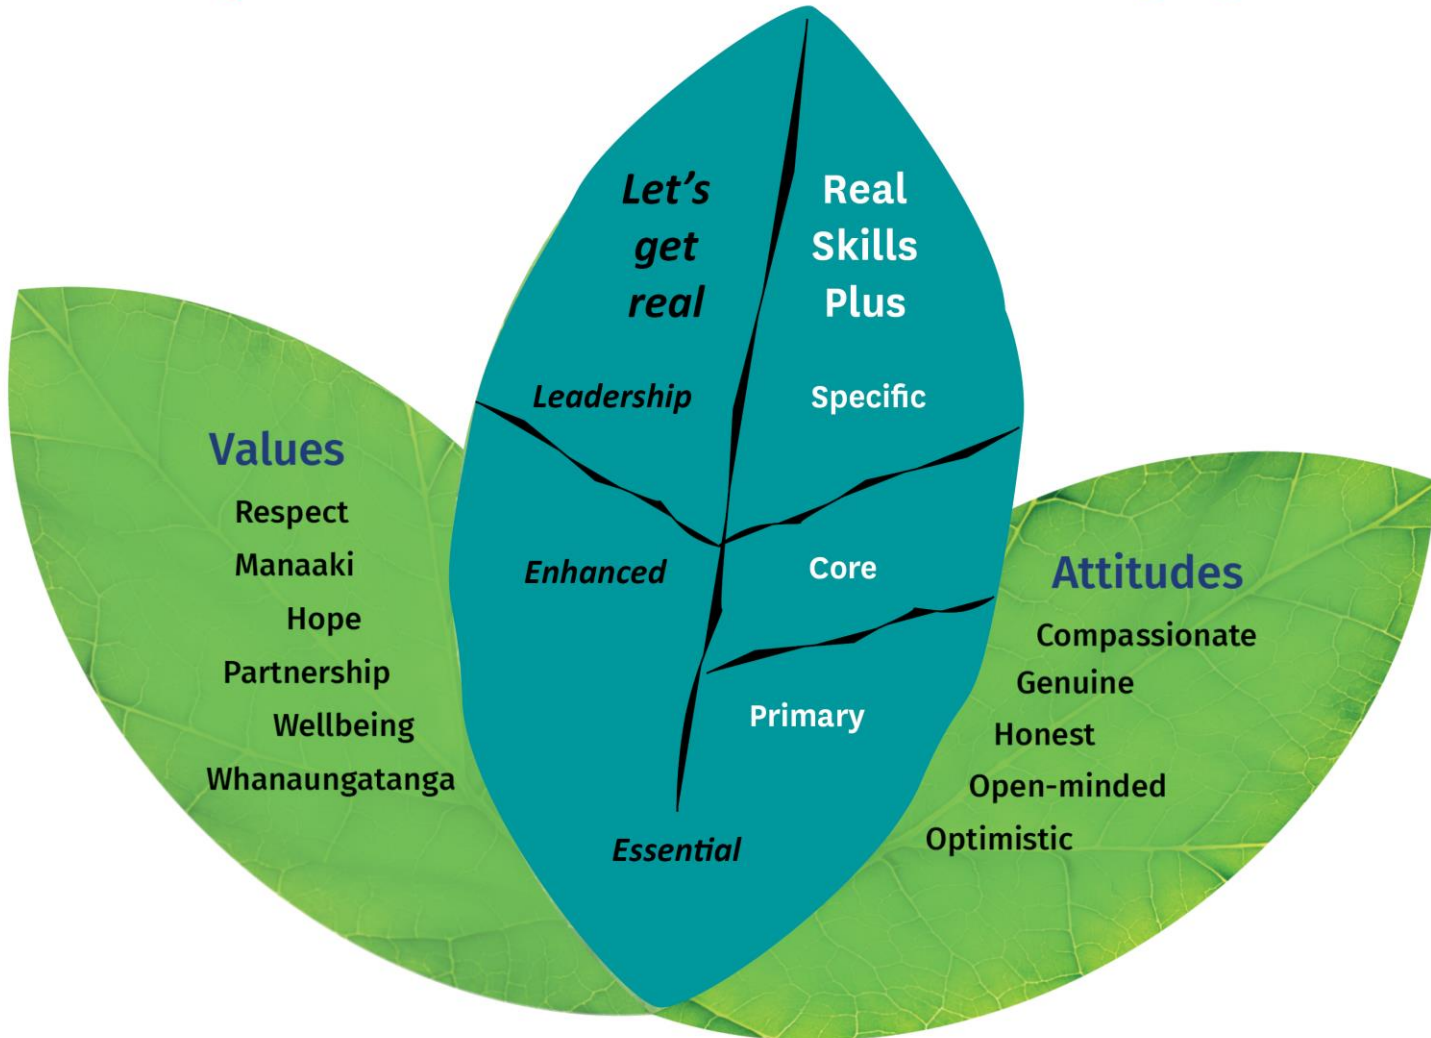 Let's
get
real
Leadership
Enhanced
Essential
Real
Skills
Plus
Specific
Core
Primary
Values
Respect
Manaaki
Hope
Partnership
Wellbeing
Whanaungatanga
Attitudes
Compassionate
Genuine
Honest
Open-minded
Optimistic